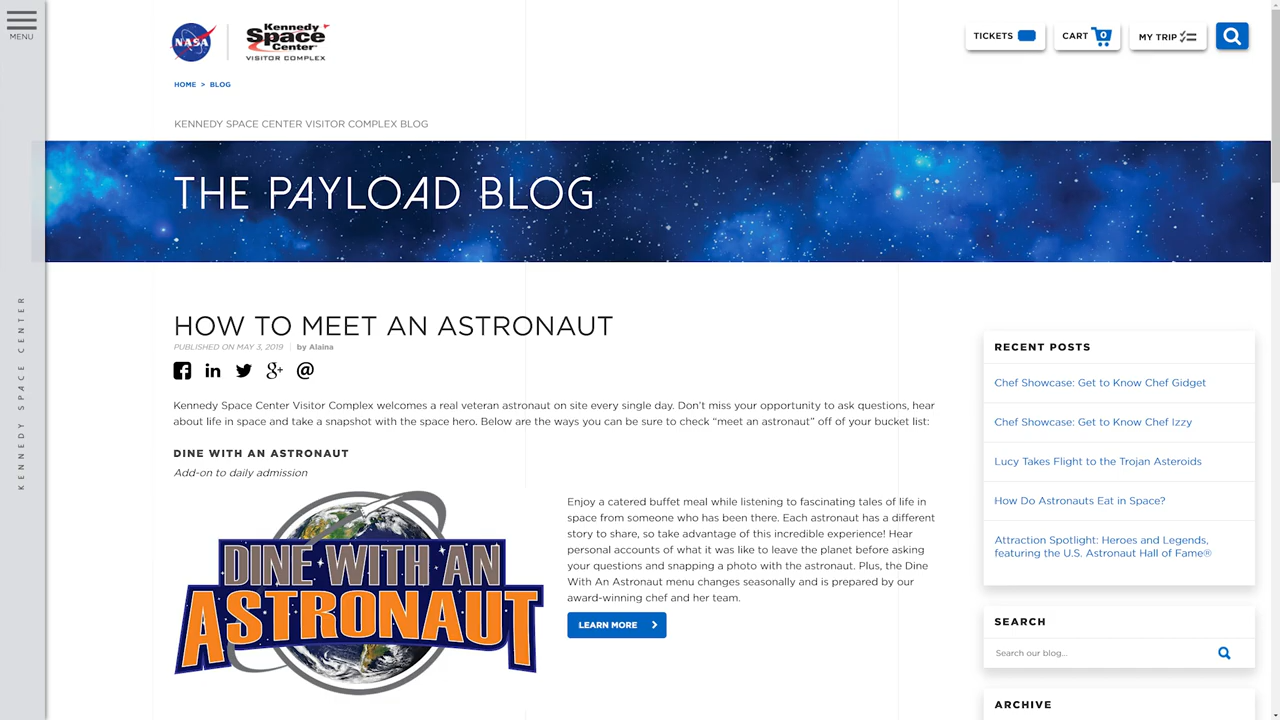 MENU
NASA
Kennedy
Space
Center
VISITOR COMPLEX
TICKETS
CART 0
MY TRIP
HOME > BLOG
KENNEDY SPACE CENTER VISITOR COMPLEX BLOG
THE PAYLOAD BLOG
KENNEDY SPACE CENTER
HOW TO MEET AN ASTRONAUT
PUBLISHED ON MAY 3, 2019 | by Alaina
Kennedy Space Center Visitor Complex welcomes a real veteran astronaut on site every single day. Don’t miss your opportunity to ask questions, hear
about life in space and take a snapshot with the space hero. Below are the ways you can be sure to check “meet an astronaut” off of your bucket list:
DINE WITH AN ASTRONAUT
Add-on to daily admission
DINE WITH AN
ASTRONAUT
Enjoy a catered buffet meal while listening to fascinating tales of life in
space from someone who has been there. Each astronaut has a different
story to share, so take advantage of this incredible experience! Hear
personal accounts of what it was like to leave the planet before asking
your questions and snapping a photo with the astronaut. Plus, the Dine
With An Astronaut menu changes seasonally and is prepared by our
award-winning chef and her team.
LEARN MORE
RECENT POSTS
Chef Showcase: Get to Know Chef Gidget
Chef Showcase: Get to Know Chef Izzy
Lucy Takes Flight to the Trojan Asteroids
How Do Astronauts Eat in Space?
Attraction Spotlight: Heroes and Legends,
featuring the U.S. Astronaut Hall of Fame®
SEARCH
Search our blog...
ARCHIVE